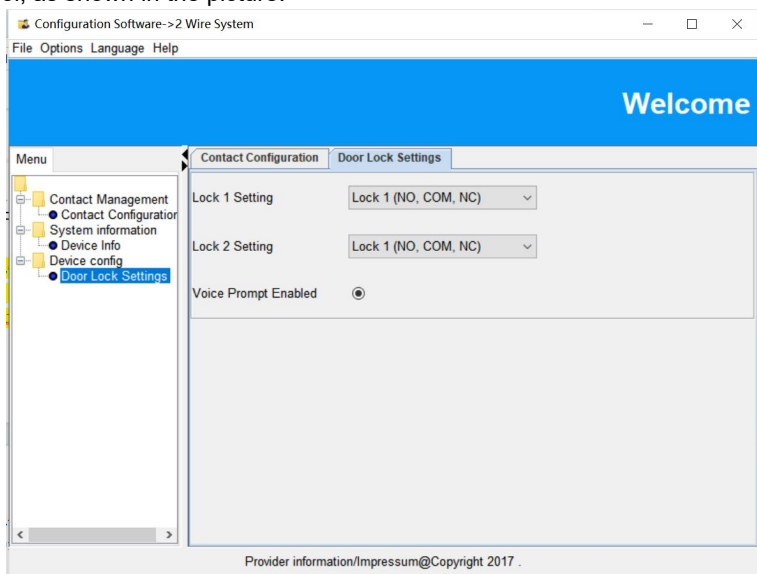 Configuration Software->2 Wire System
File Options Language Help
Welcome
Menu
Contact Configuration Door Lock Settings
Contact Management
Contact Configuration
System information
Device Info
Device config
Door Lock Settings
Lock 1 Setting Lock 1 (NO, COM, NC)
Lock 2 Setting Lock 1 (NO, COM, NC)
Voice Prompt Enabled
Provider information/Impressum@Copyright 2017 .